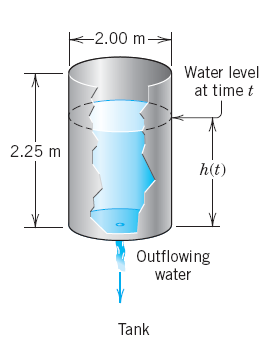 2.00 m
Water level
at time t
2.25 m
h(t)
Outflowing
water
Tank